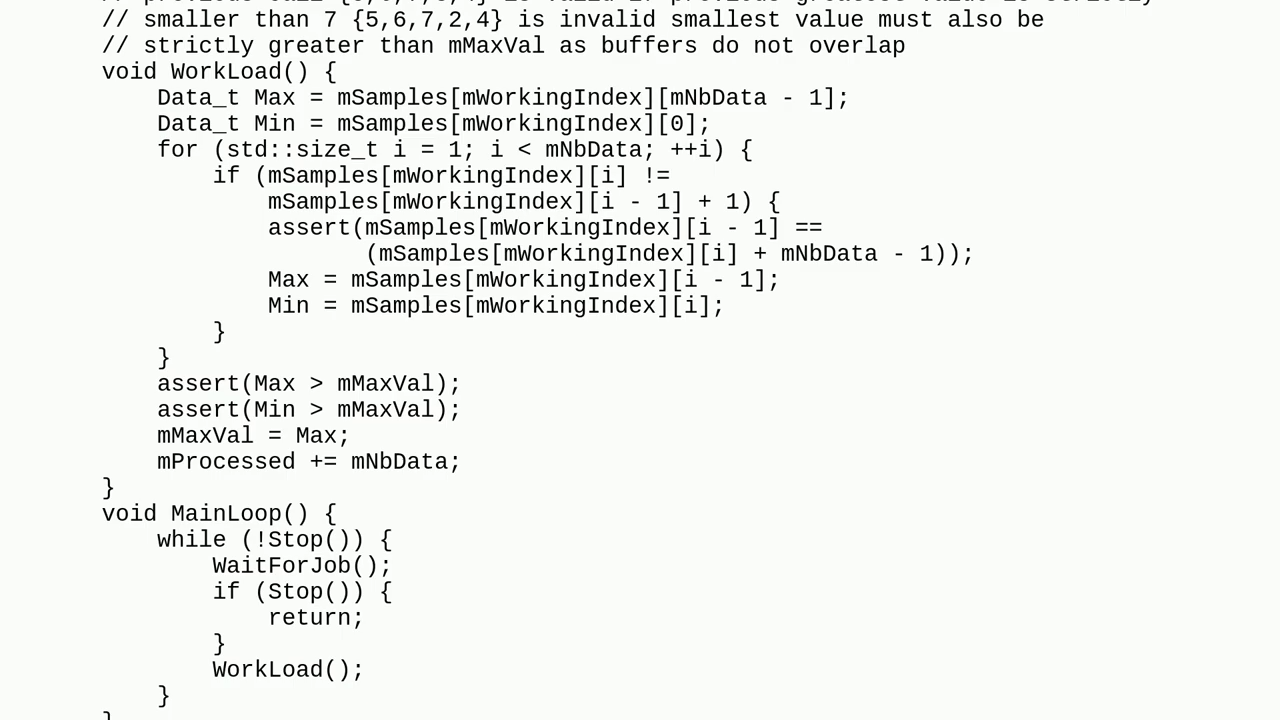 // smaller than 7 {5,6,7,2,4} is invalid smallest value must also be
// strictly greater than mMaxVal as buffers do not overlap
void WorkLoad() {
    Data_t Max = mSamples[mWorkingIndex][mNbData - 1];
    Data_t Min = mSamples[mWorkingIndex][0];
    for (std::size_t i = 1; i < mNbData; ++i) {
        if (mSamples[mWorkingIndex][i] !=
            mSamples[mWorkingIndex][i - 1] + 1) {
            assert(mSamples[mWorkingIndex][i - 1] ==
                   (mSamples[mWorkingIndex][i] + mNbData - 1));
            Max = mSamples[mWorkingIndex][i - 1];
            Min = mSamples[mWorkingIndex][i];
        }
    }
    assert(Max > mMaxVal);
    assert(Min > mMaxVal);
    mMaxVal = Max;
    mProcessed += mNbData;
}
void MainLoop() {
    while (!Stop()) {
        WaitForJob();
        if (Stop()) {
            return;
        }
        WorkLoad();
    }
}